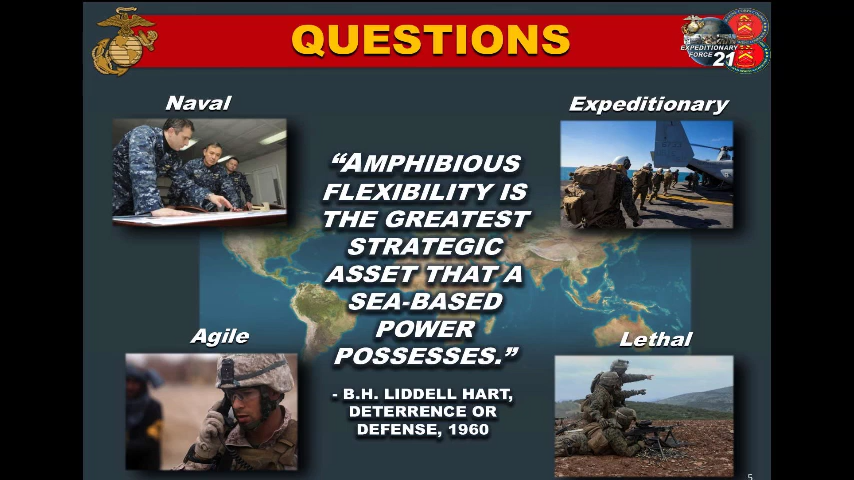 QUESTIONS
EXPEDITIONARY
FORCE
21
Naval
Expeditionary
“AMPHIBIOUS
FLEXIBILITY IS
THE GREATEST
STRATEGIC
ASSET THAT A
SEA-BASED
POWER
POSSESSES.”
Agile
Lethal
- B.H. LIDDELL HART,
DETERRENCE OR
DEFENSE, 1960
5